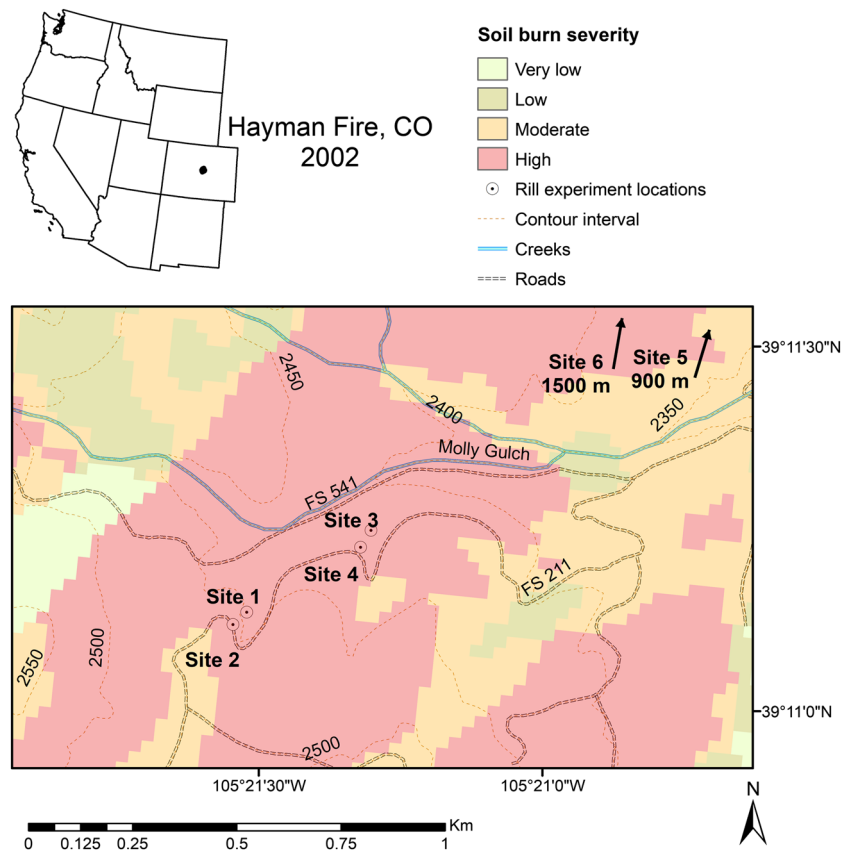 Hayman Fire, CO
2002
Soil burn severity
Very low
Low
Moderate
High
Rill experiment locations
Contour interval
Creeks
Roads
2450
2400
Site 6
1500 m
Site 5
900 m
2350
39°11'30"N
Molly Gulch
FS 541
Site 3
Site 4
FS 211
Site 1
Site 2
2500
2550
2500
39°11'0"N
105°21'30"W
105°21'0"W
N
Km
0
0.125
0.25
0.5
0.75
1